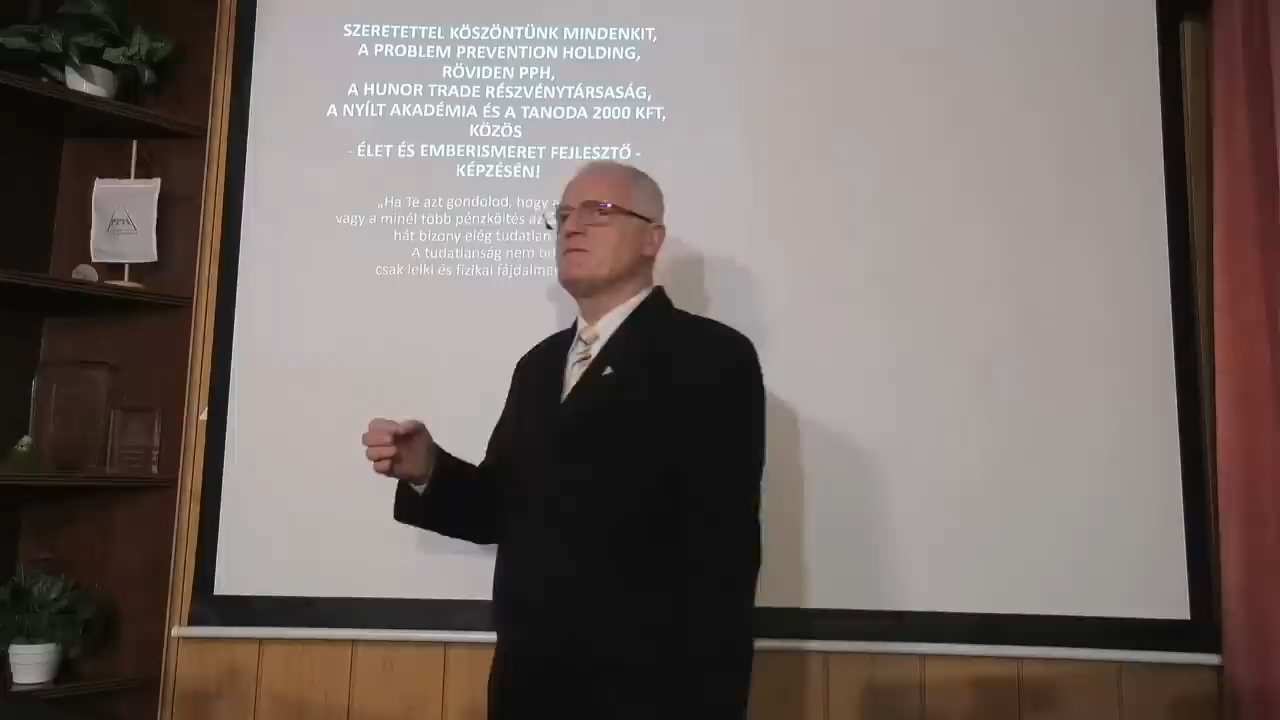 SZERETETTEL KÖSZÖNTÜNK MINDENKIT,
A PROBLEM PREVENTION HOLDING,
RÖVIDEN PPH,
A HUNOR TRADE RÉSZVÉNYTÁRSASÁG,
A NYÍLT AKADÉMIA ÉS A TANODA 2000 KFT,
KÖZÖS
- ÉLET ÉS EMBERISMERET FEJLESZTŐ -
KÉPZÉSÉN!
„Ha Te azt gondolod, hogy
vagy a minél több pénzköltés az
hát bizony elég tudatlan
A tudatlanság nem
csak lelki és fizikai